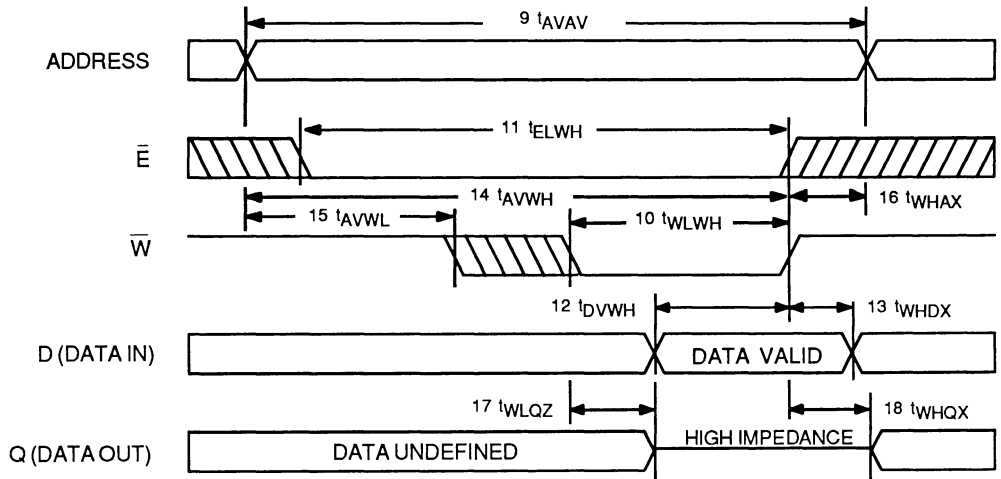 9 tAVAV
ADDRESS
11 tELWH
E̅
14 tAVWH
16 tWHAX
15 tAVWL
10 tWLWH
W̅
12 tDVWH
13 tWHDX
D (DATA IN)
DATA VALID
17 tWLQZ
18 tWHQX
Q (DATA OUT)
DATA UNDEFINED
HIGH IMPEDANCE